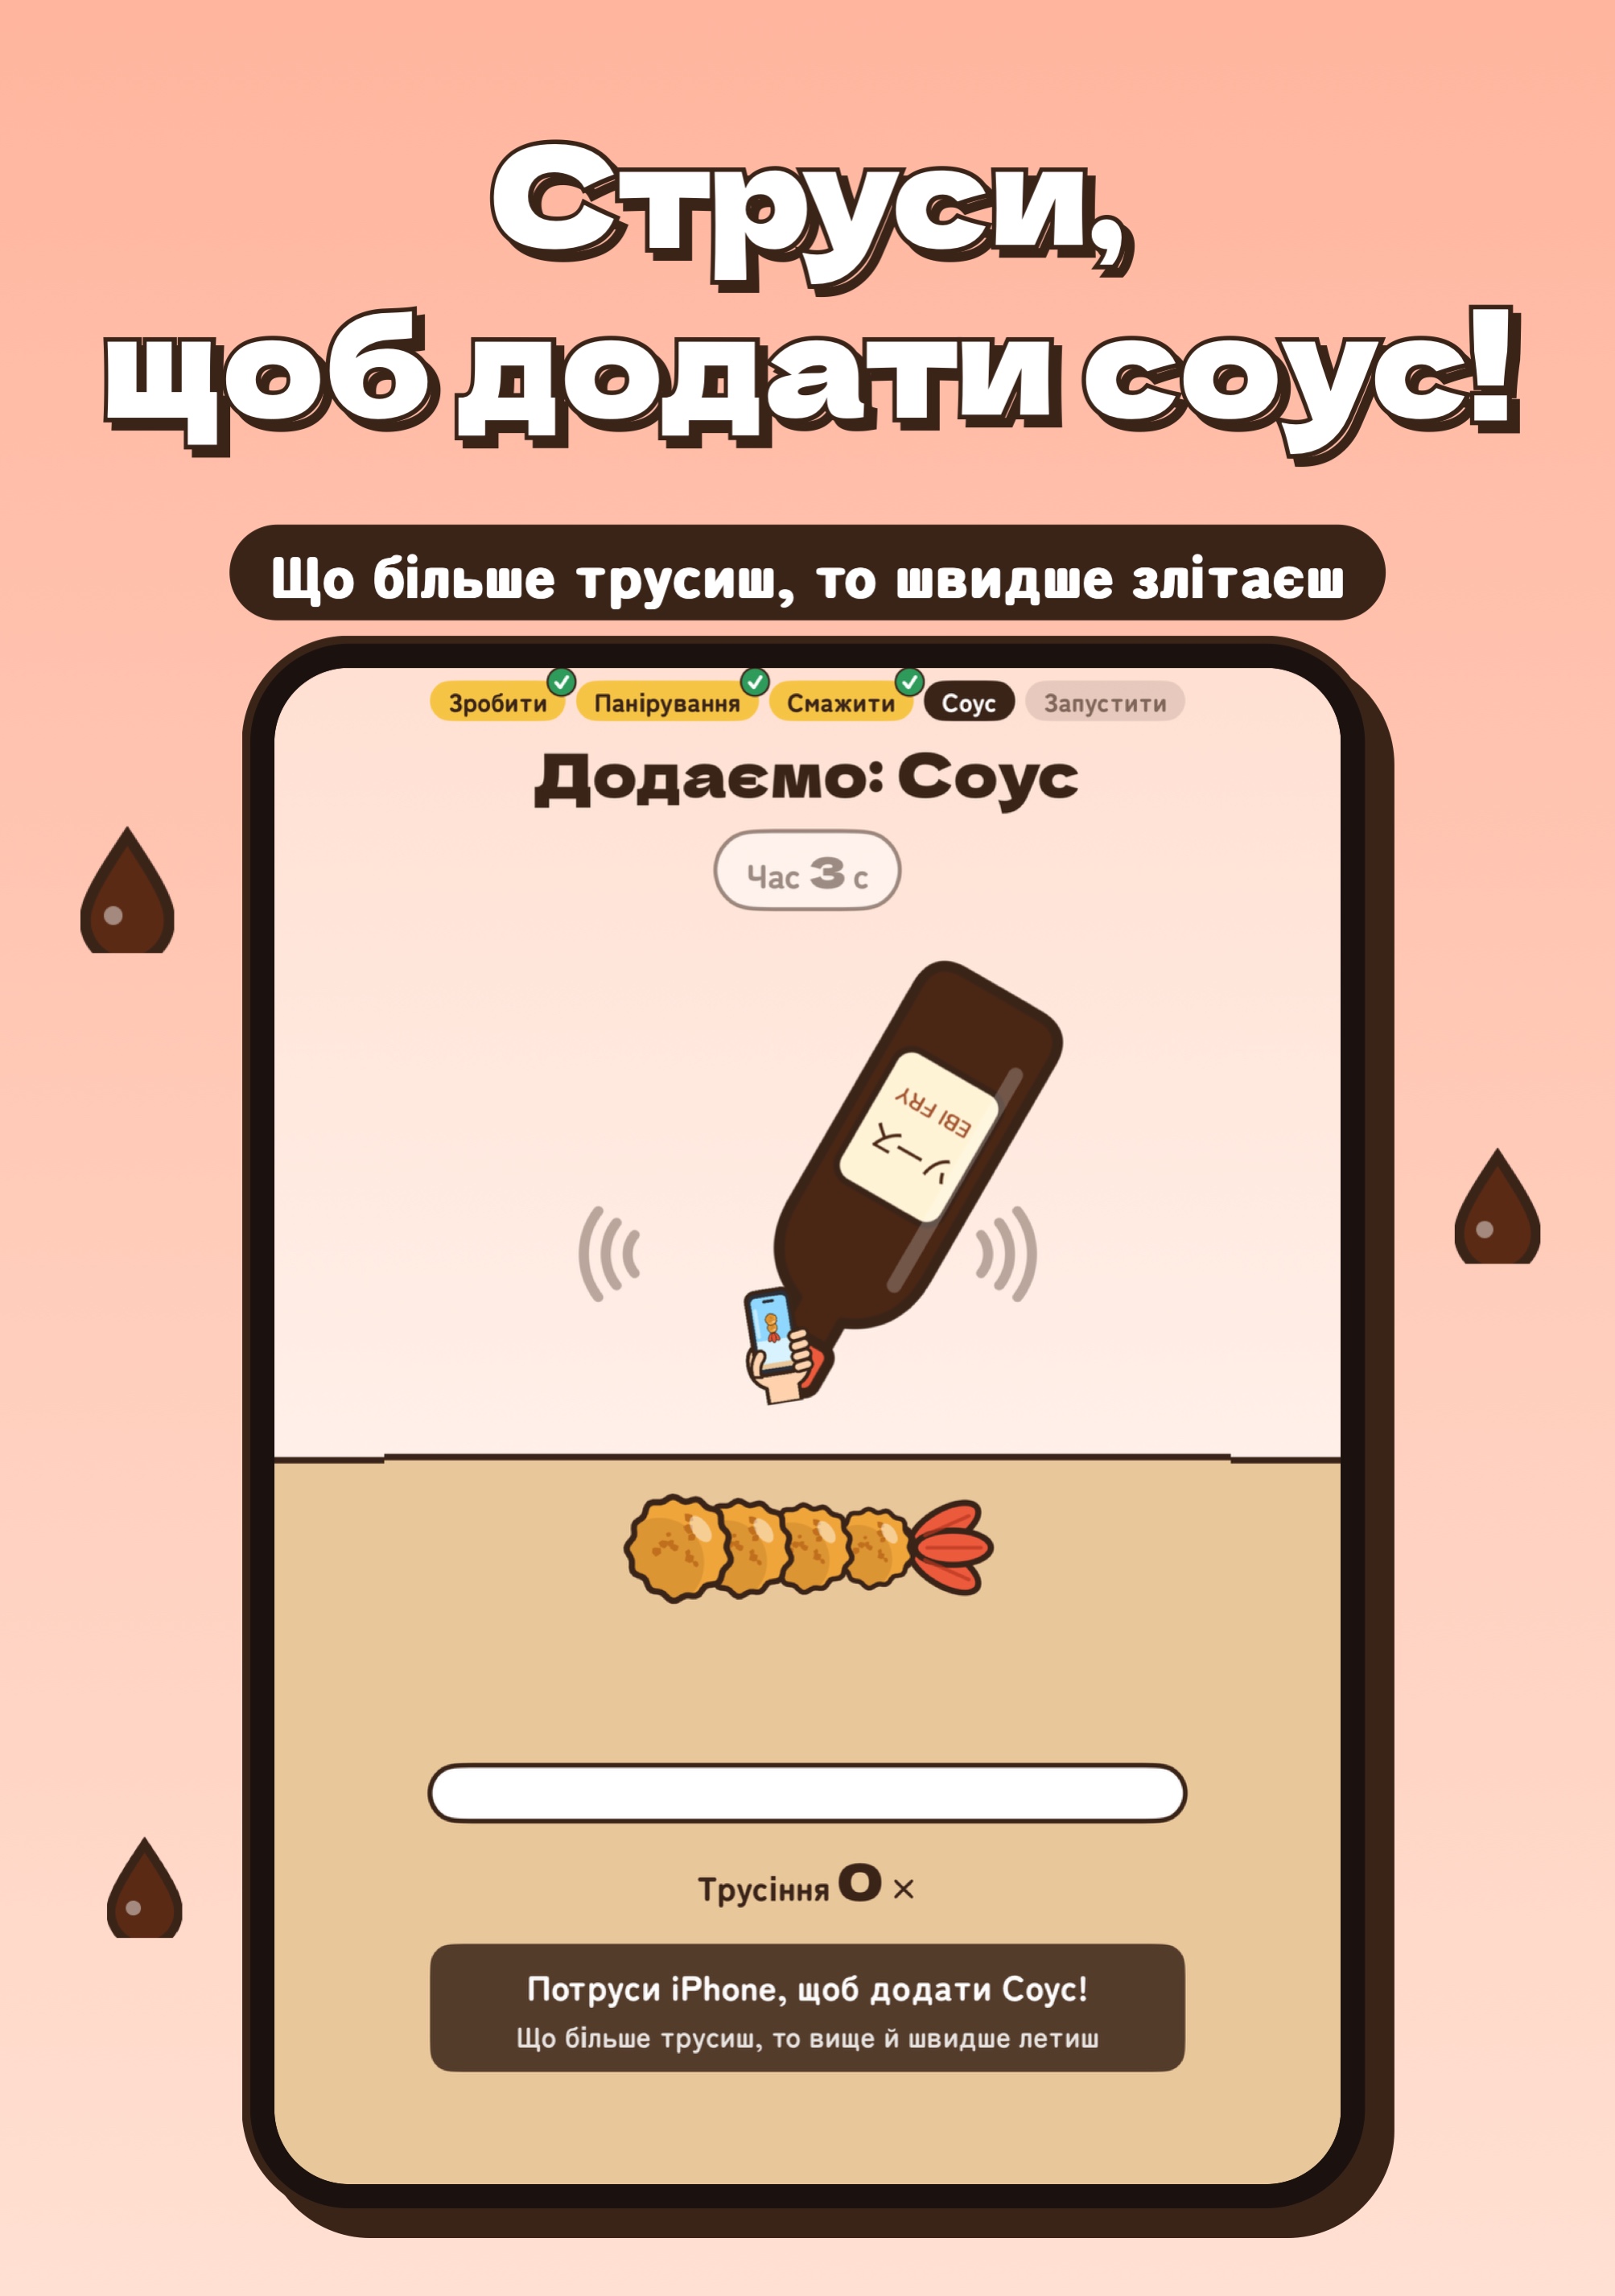 Струси,
щоб додати соус!
Що більше трусиш, то швидше злітаєш
Зробити Панірування Смажити Соус Запустити
Додаємо: Соус
Час 3 с
EBI FRY
ソース
Трусіння 0 ×
Потруси iPhone, щоб додати Соус!
Що більше трусиш, то вище й швидше летиш